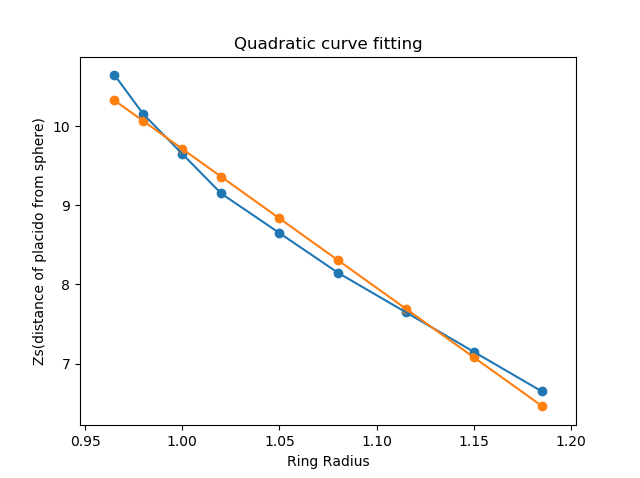 Quadratic curve fitting
Zs(distance of placido from sphere)
10
9
8
7
0.95 1.00 1.05 1.10 1.15 1.20
Ring Radius